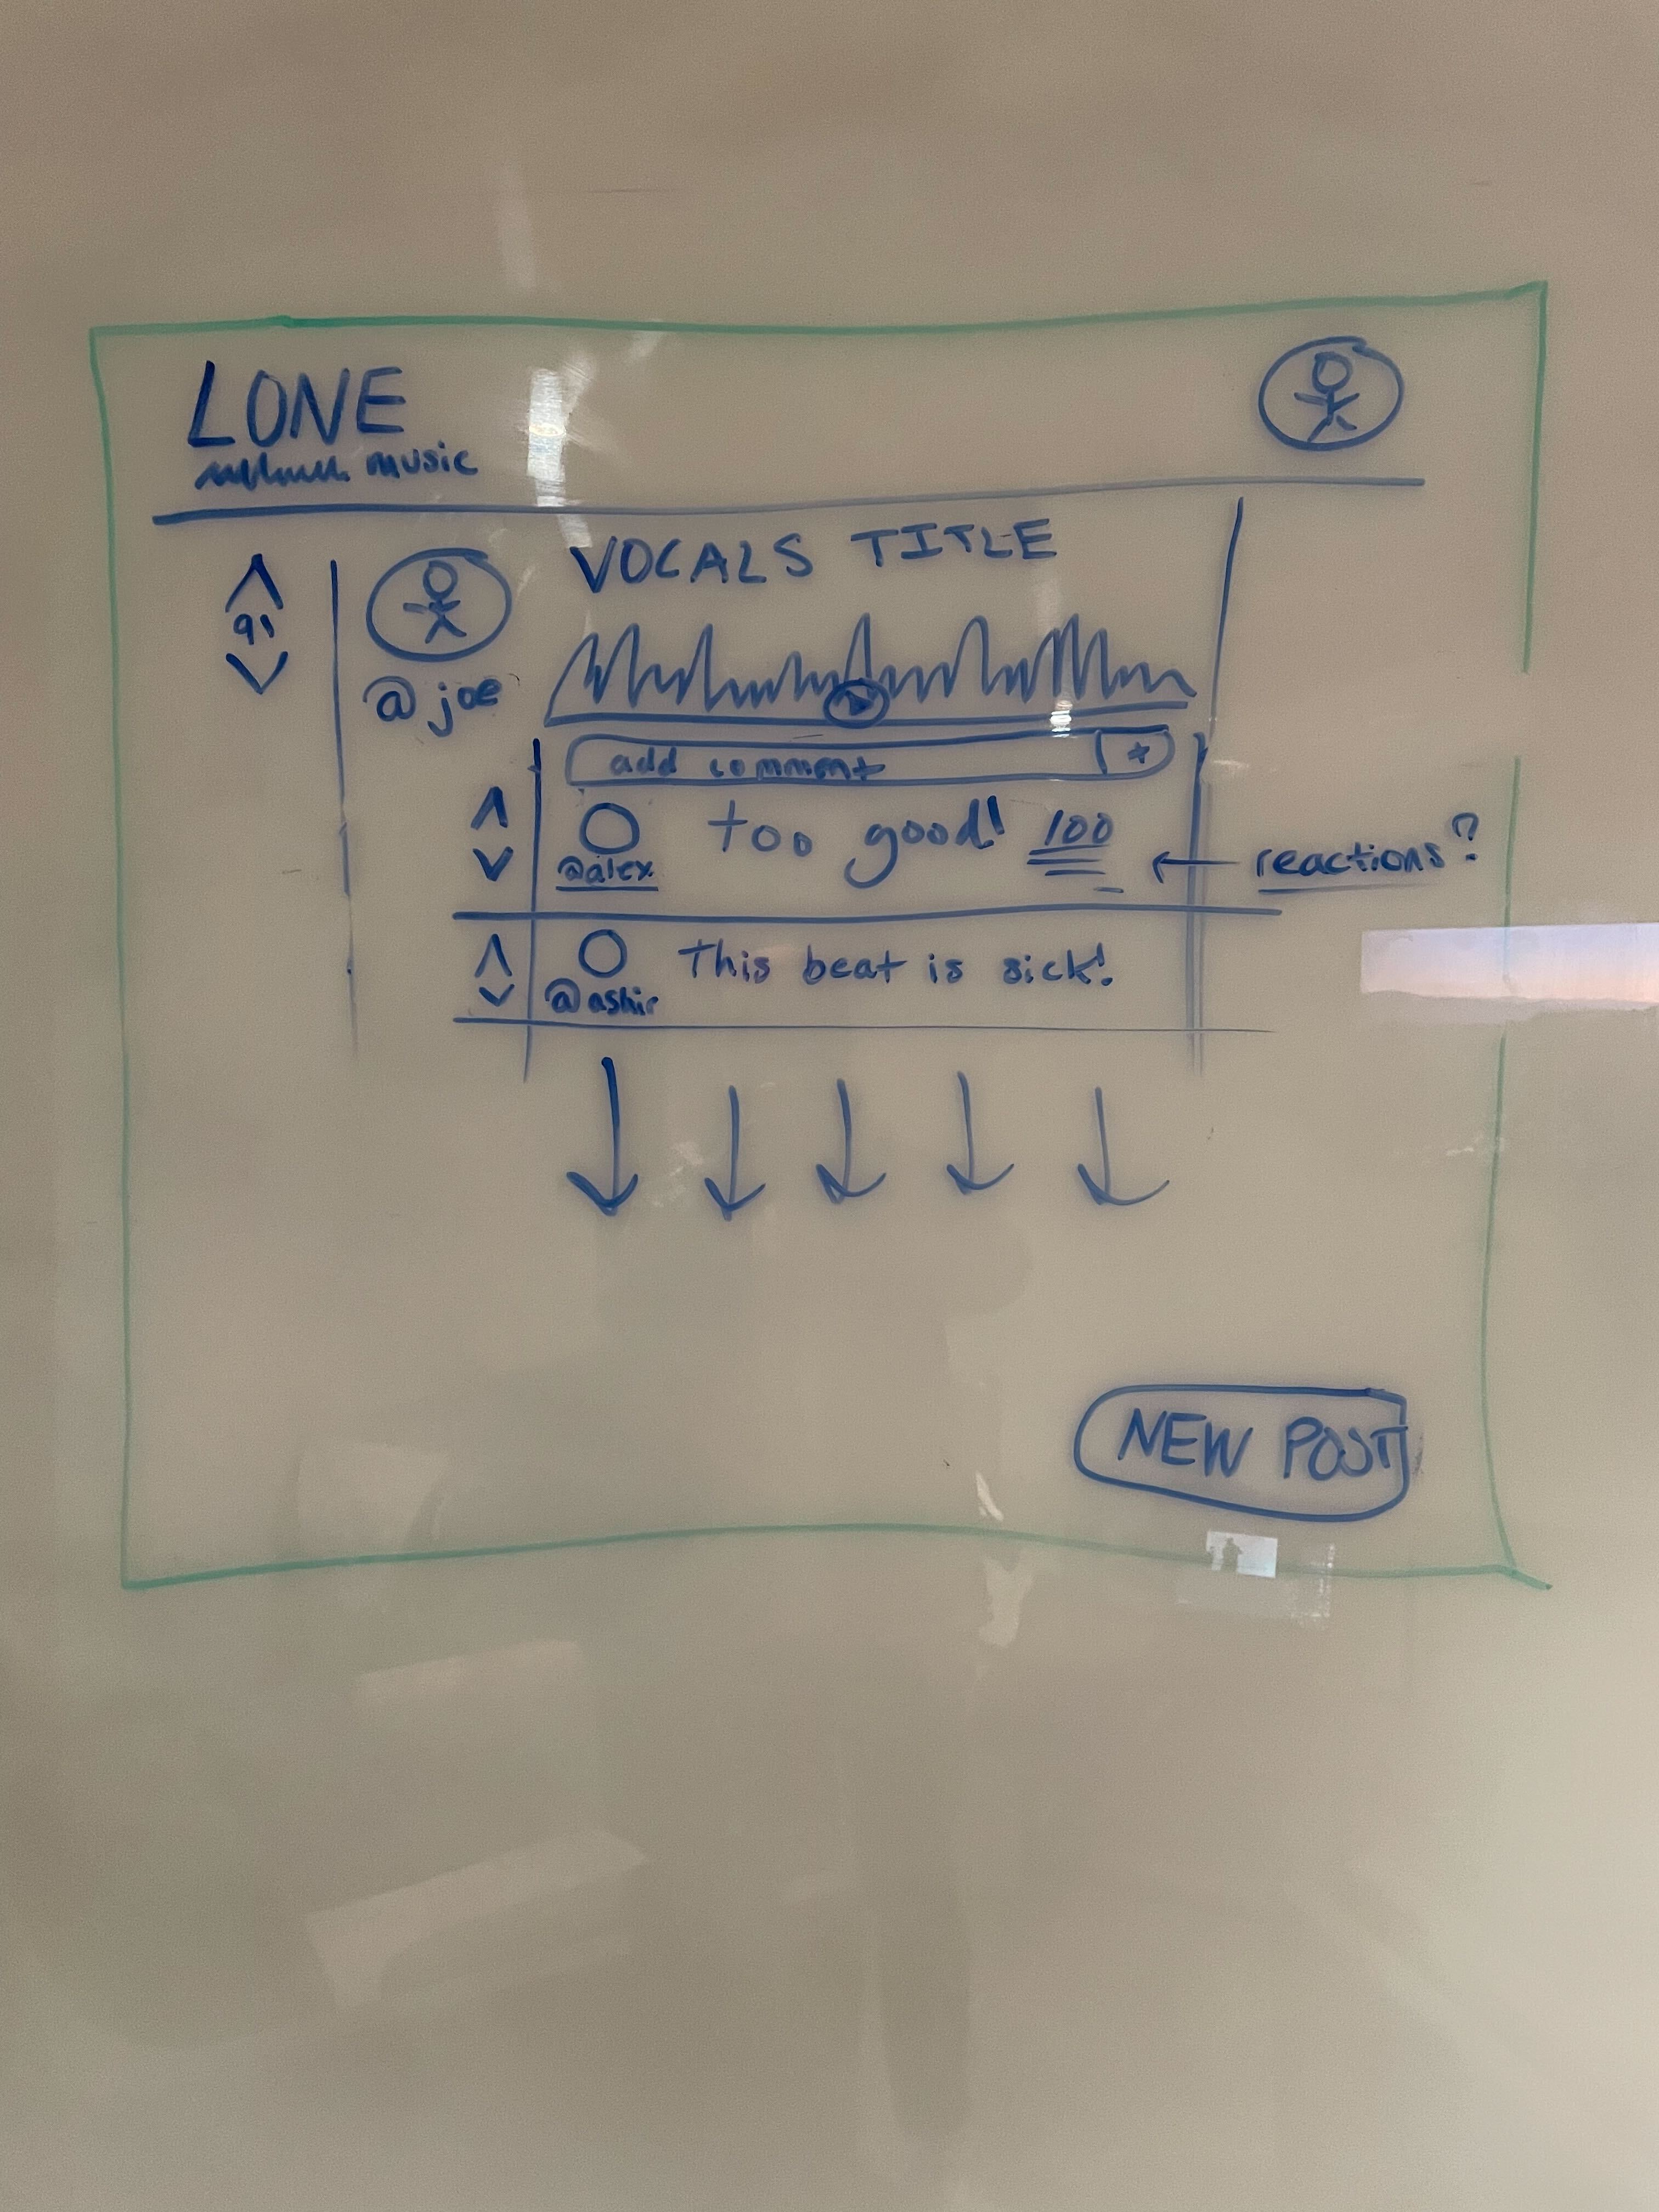 LONE
music
VOCALS TITLE
91
@joe
add comment +
too good! 100
@alex
reactions?
This beat is sick!
@ashir
NEW POST